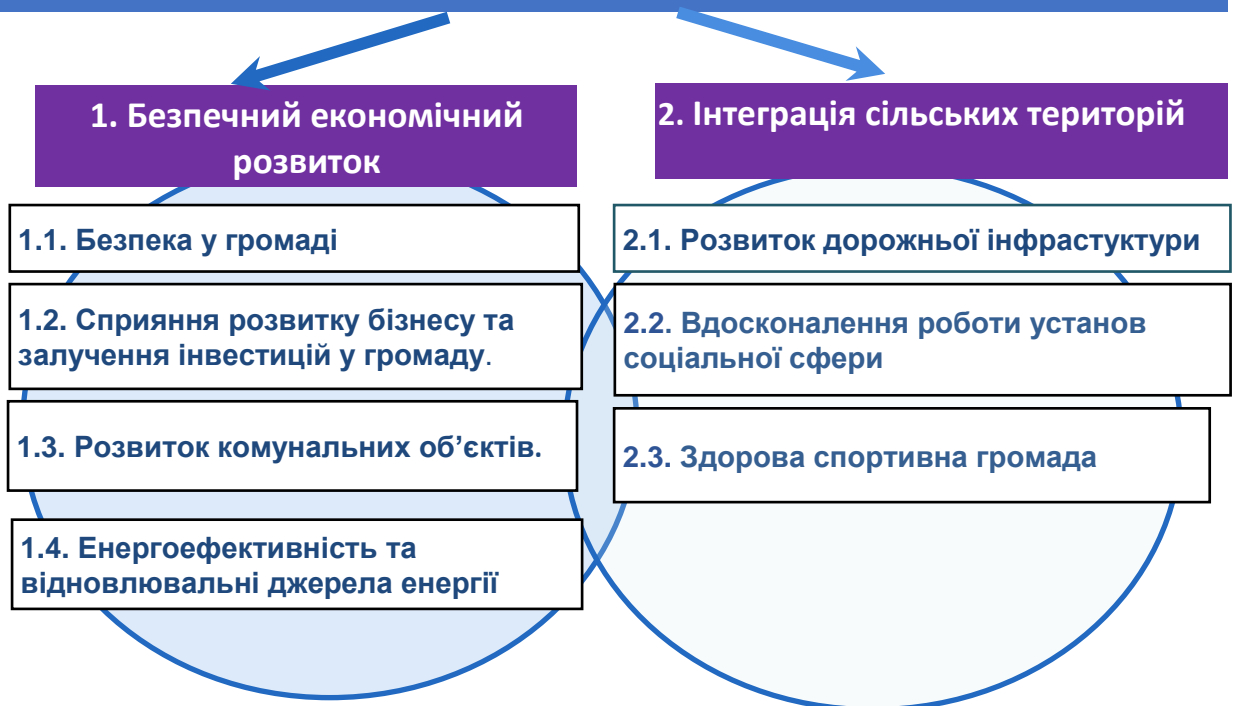 1. Безпечний економічний
розвиток
1.1. Безпека у громаді
1.2. Сприяння розвитку бізнесу та
залучення інвестицій у громаду.
1.3. Розвиток комунальних об’єктів.
1.4. Енергоефективність та
відновлювальні джерела енергії
2. Інтеграція сільських територій
2.1. Розвиток дорожньої інфрастуктури
2.2. Вдосконалення роботи установ
соціальної сфери
2.3. Здорова спортивна громада